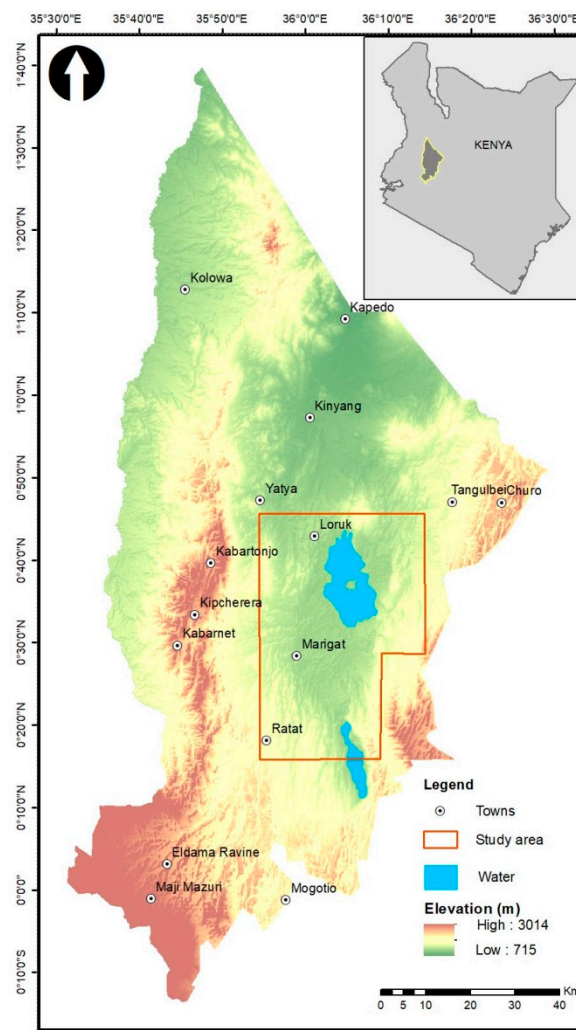 35°30'0"E 35°40'0"E 35°50'0"E 36°0'0"E 36°10'0"E 36°20'0"E 36°30'0"E
1°40'0"N
1°30'0"N
1°20'0"N
1°10'0"N
1°0'0"N
0°50'0"N
0°40'0"N
0°30'0"N
0°20'0"N
0°10'0"N
0°0'0"
0°10'0"S
KENYA
Kolowa
Kapedo
Kinyang
Yatya
TangulbeiChuro
Loruk
Kabartonjo
Kipcherera
Kabarnet
Marigat
Ratat
Eldama Ravine
Maji Mazuri
Mogotio
Legend
Towns
Study area
Water
Elevation (m)
High : 3014
Low : 715
0 5 10 20 30 40
Km